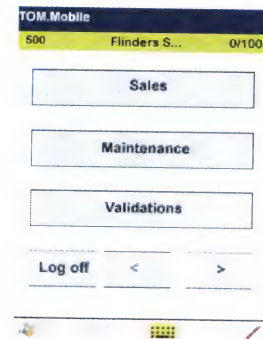 TOM.Mobile
500 Flinders S... 0/100
Sales
Maintenance
Validations
Log off < >